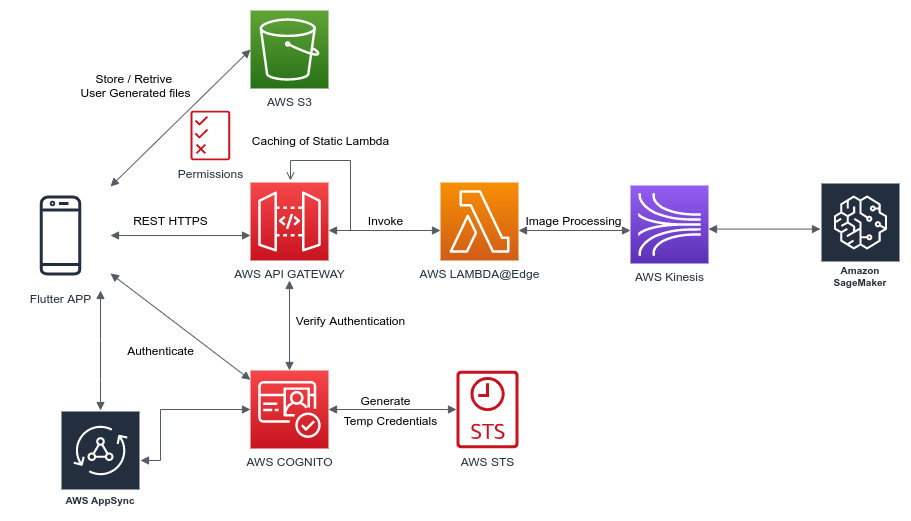 Store / Retrive
User Generated files
AWS S3
Permissions
Caching of Static Lambda
REST HTTPS
Invoke
Image Processing
Flutter APP
AWS API GATEWAY
AWS LAMBDA@Edge
AWS Kinesis
Amazon
SageMaker
Verify Authentication
Authenticate
Generate
Temp Credentials
STS
AWS COGNITO
AWS STS
AWS AppSync